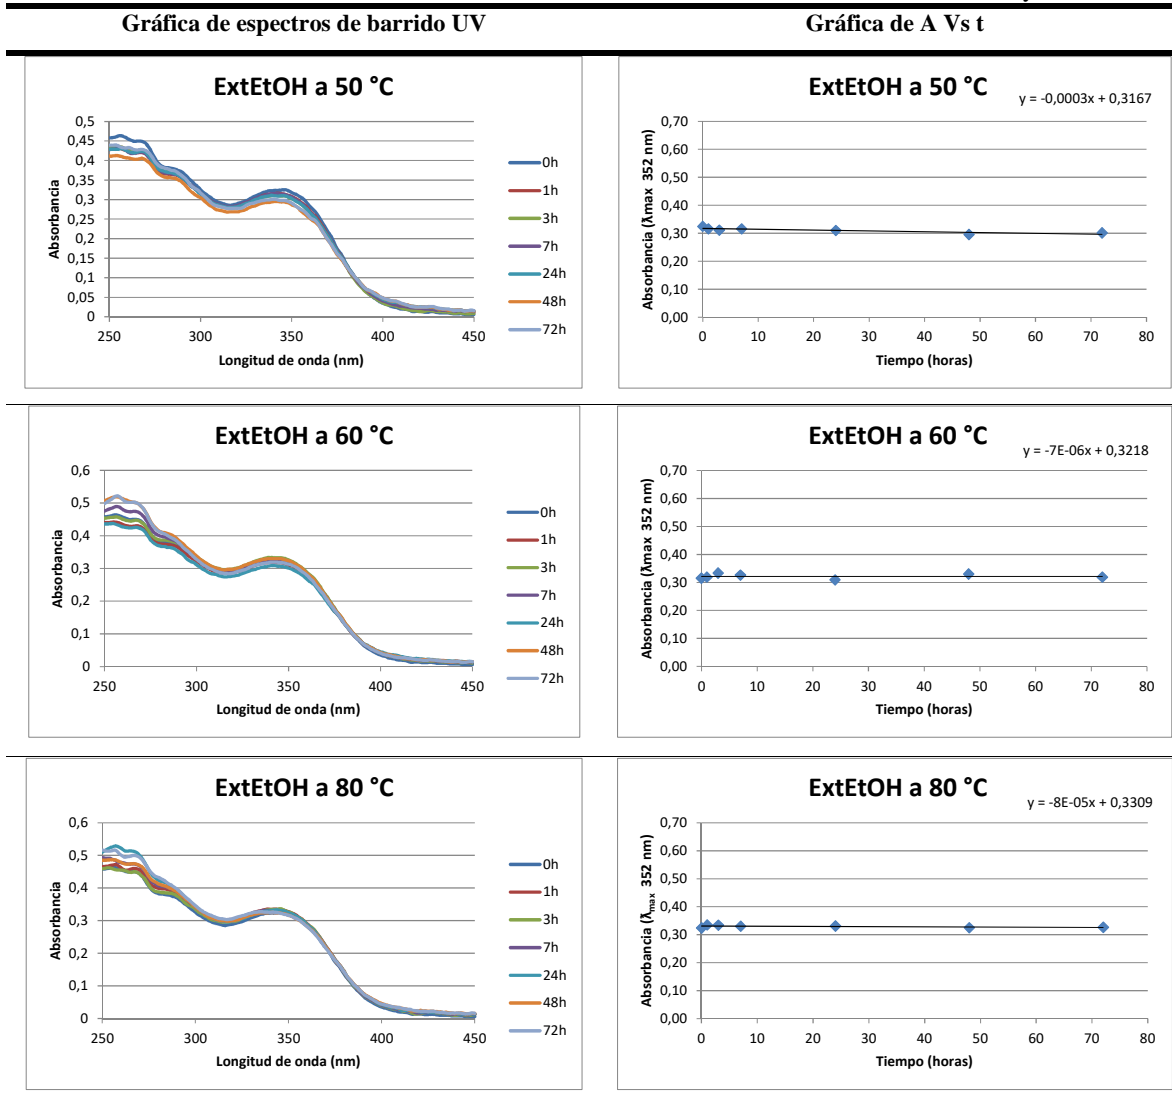 Gráfica de espectros de barrido UV
Gráfica de A Vs t
ExtEtOH a 50 °C
0,5
0,45
0,4
0,35
0,3
0,25
0,2
0,15
0,1
0,05
0
250 300 350 400 450
Absorbancia
Longitud de onda (nm)
0h
1h
3h
7h
24h
48h
72h
ExtEtOH a 50 °C
y = -0,0003x + 0,3167
0,70
0,60
0,50
0,40
0,30
0,20
0,10
0,00
0 10 20 30 40 50 60 70 80
Absorbancia (λmax 352 nm)
Tiempo (horas)
ExtEtOH a 60 °C
0,6
0,5
0,4
0,3
0,2
0,1
0
250 300 350 400 450
Absorbancia
Longitud de onda (nm)
0h
1h
3h
7h
24h
48h
72h
ExtEtOH a 60 °C
y = -7E-06x + 0,3218
0,70
0,60
0,50
0,40
0,30
0,20
0,10
0,00
0 10 20 30 40 50 60 70 80
Absorbancia (λmax 352 nm)
Tiempo (horas)
ExtEtOH a 80 °C
0,6
0,5
0,4
0,3
0,2
0,1
0
250 300 350 400 450
Absorbancia
Longitud de onda (nm)
0h
1h
3h
7h
24h
48h
72h
ExtEtOH a 80 °C
y = -8E-05x + 0,3309
0,70
0,60
0,50
0,40
0,30
0,20
0,10
0,00
0 10 20 30 40 50 60 70 80
Absorbancia (λmax 352 nm)
Tiempo (horas)